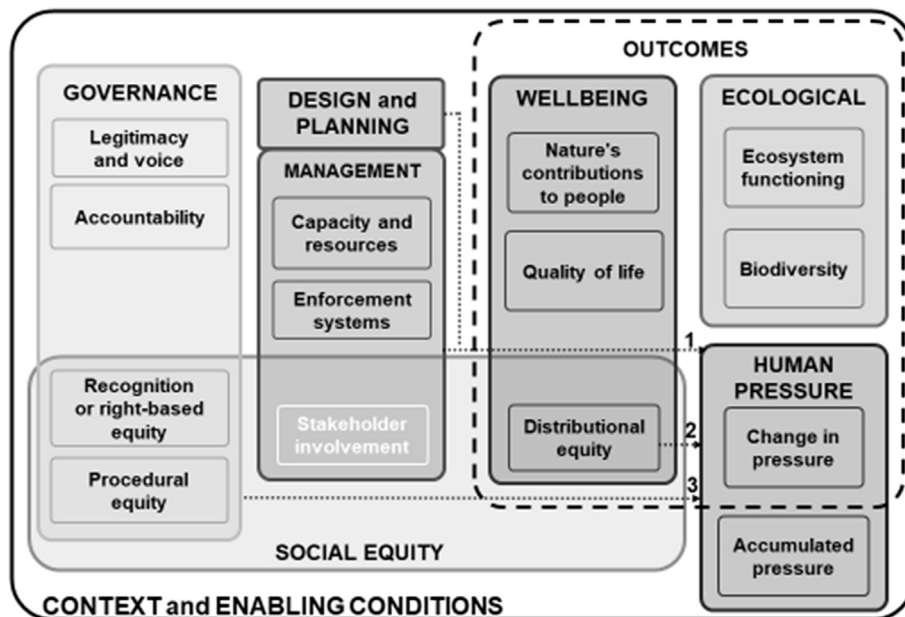 OUTCOMES
GOVERNANCE
Legitimacy
and voice
Accountability
Recognition
or right-based
equity
Procedural
equity
DESIGN and
PLANNING
MANAGEMENT
Capacity and
resources
Enforcement
systems
Stakeholder
involvement
WELLBEING
Nature's
contributions
to people
Quality of life
Distributional
equity
ECOLOGICAL
Ecosystem
functioning
Biodiversity
1
2
3
HUMAN
PRESSURE
Change in
pressure
Accumulated
pressure
SOCIAL EQUITY
CONTEXT and ENABLING CONDITIONS